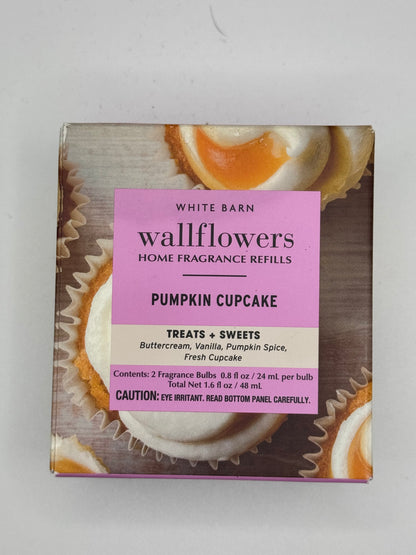 WHITE BARN
wallflowers
HOME FRAGRANCE REFILLS
PUMPKIN CUPCAKE
TREATS + SWEETS
Buttercream, Vanilla, Pumpkin Spice,
Fresh Cupcake
Contents: 2 Fragrance Bulbs 0.8 fl oz / 24 mL per bulb
Total Net 1.6 fl oz / 48 mL
CAUTION: EYE IRRITANT. READ BOTTOM PANEL CAREFULLY.